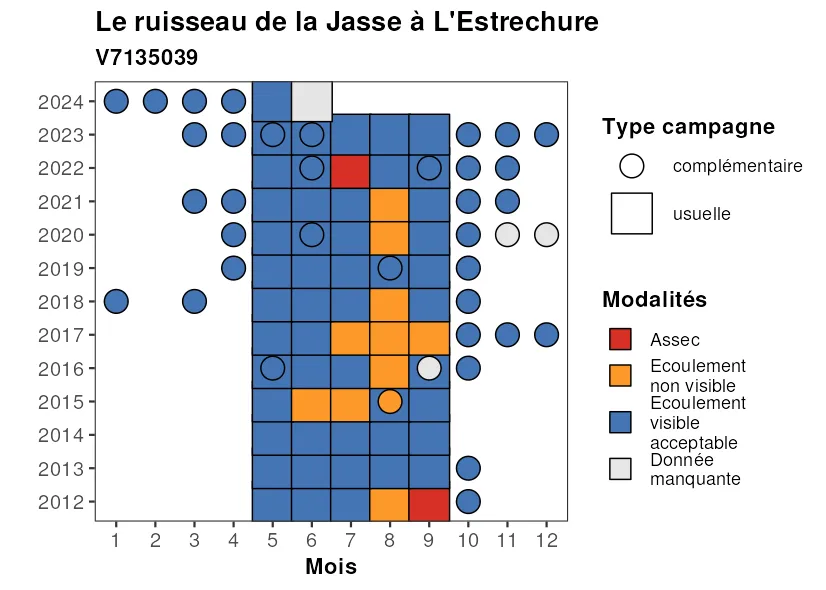 Le ruisseau de la Jasse à L'Estrechure
V7135039
2024
2023
2022
2021
2020
2019
2018
2017
2016
2015
2014
2013
2012
1 2 3 4 5 6 7 8 9 10 11 12
Mois
Type campagne
complémentaire
usuelle
Modalités
Assec
Ecoulement
non visible
Ecoulement
visible
acceptable
Donnée
manquante